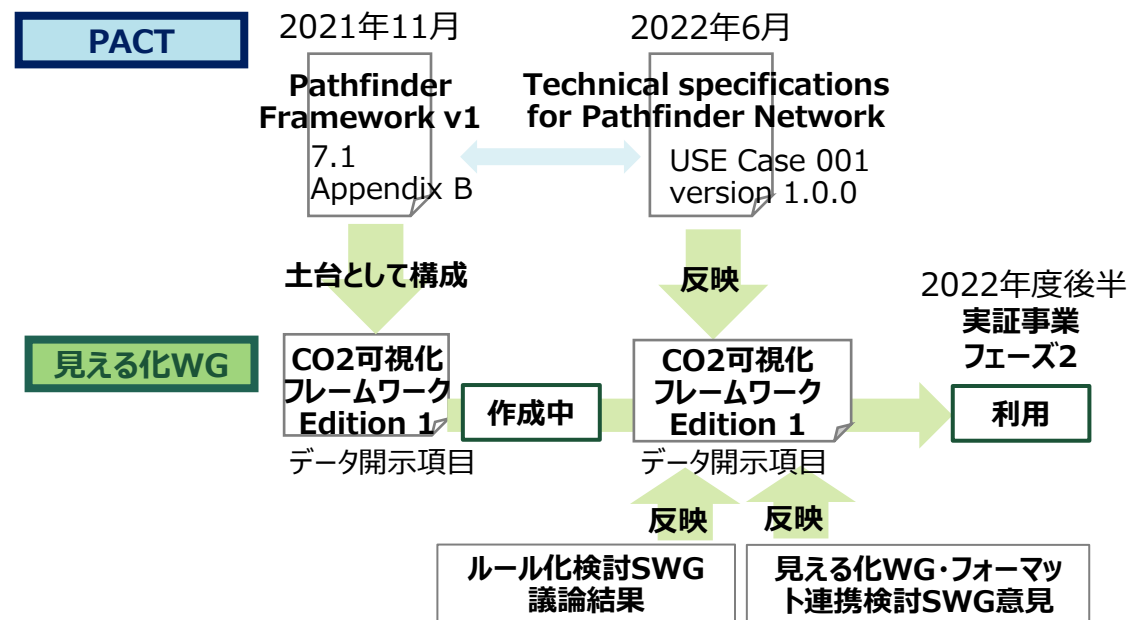 PACT
2021年11月
2022年6月
Pathfinder
Framework v1
7.1
Appendix B
Technical specifications
for Pathfinder Network
USE Case 001
version 1.0.0
土台として構成
反映
2022年度後半
実証事業
フェーズ2
見える化WG
CO2可視化
フレームワーク
Edition 1
データ開示項目
作成中
CO2可視化
フレームワーク
Edition 1
データ開示項目
利用
反映
反映
ルール化検討SWG
議論結果
見える化WG・フォーマッ
ト連携検討SWG意見